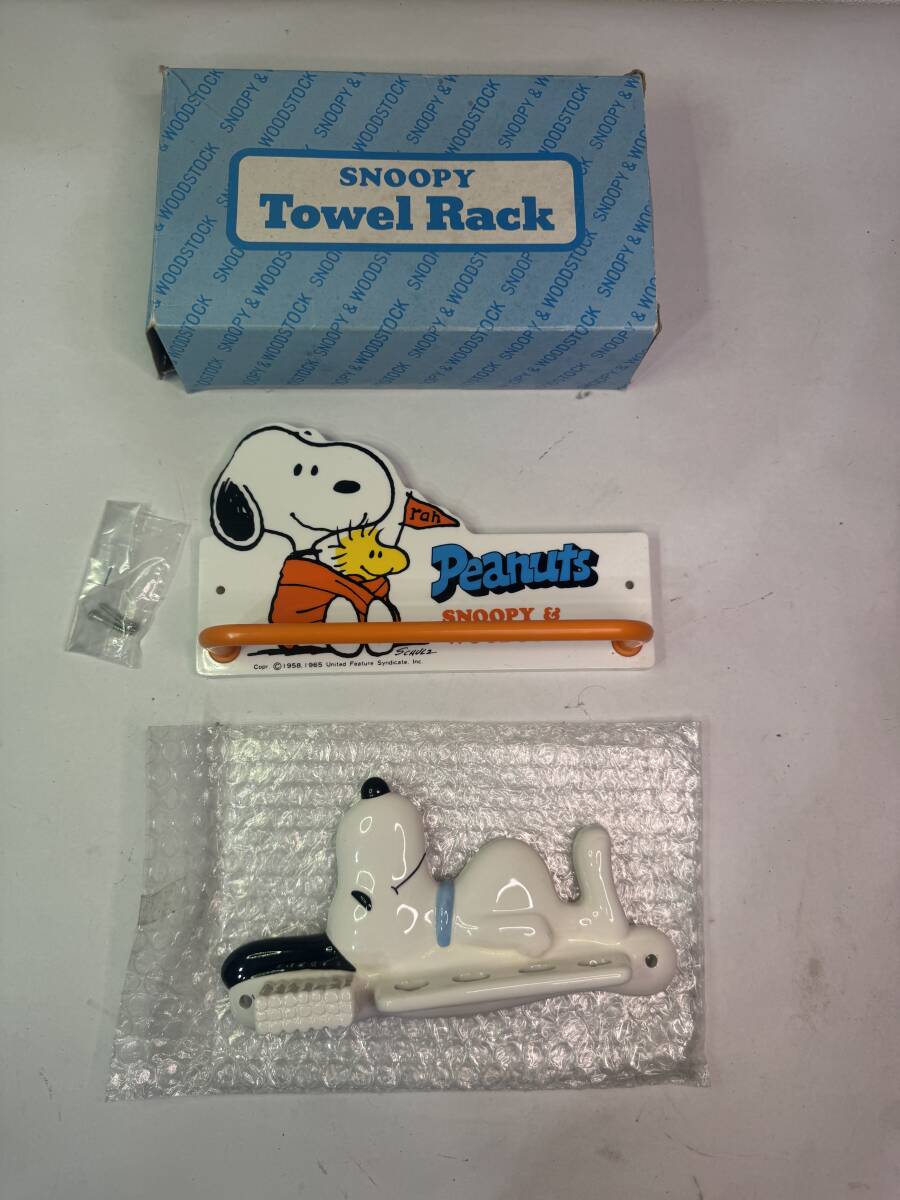 SNOOPY & WOODSTOCK
SNOOPY
Towel Rack
rah
Peanuts
SNOOPY &
SCHULZ
Copr. ©1958, 1965 United Feature Syndicate, Inc.